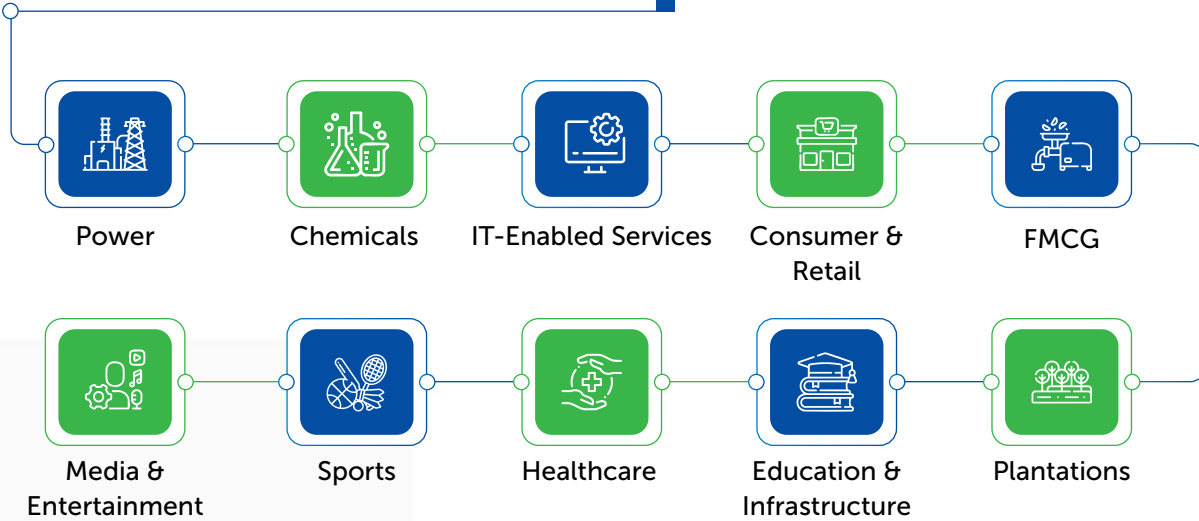 Power
Chemicals
IT-Enabled Services
Consumer &
Retail
FMCG
Media &
Entertainment
Sports
Healthcare
Education &
Infrastructure
Plantations